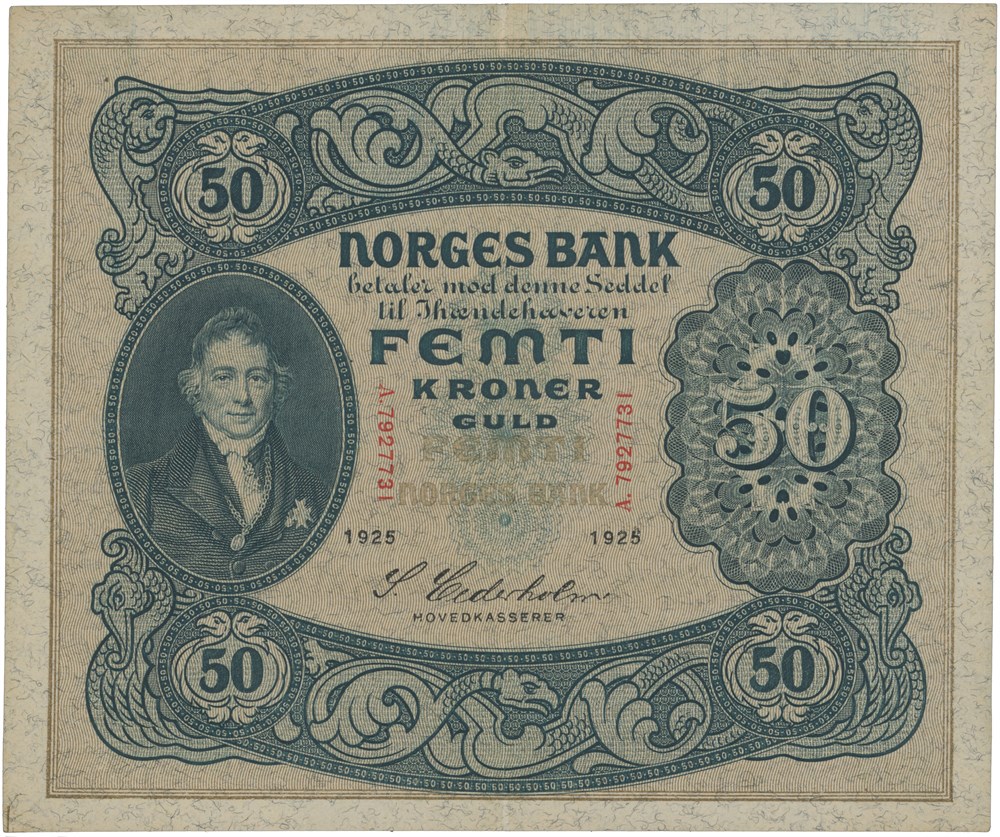 50 50
NORGES BANK
betaler mod denne Seddel
til Ihændehaveren
FEMTI
KRONER
GULD
A.7927731
A.7927731
FEMTI
NORGES BANK
50
1925 1925
S. Cederholm
HOVEDKASSERER
50 50